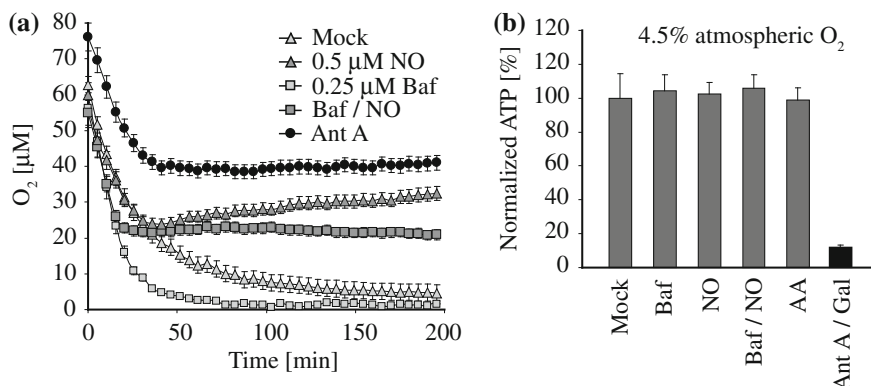 (a)
80
70
60
50
40
30
20
10
0
O₂ [µM]
0
50
100
150
200
Time [min]
Mock
0.5 µM NO
0.25 µM Baf
Baf / NO
Ant A
(b)
4.5% atmospheric O₂
Normalized ATP [%]
120
100
80
60
40
20
120
Mock
Baf
NO
Baf / NO
AA
Ant A / Gal